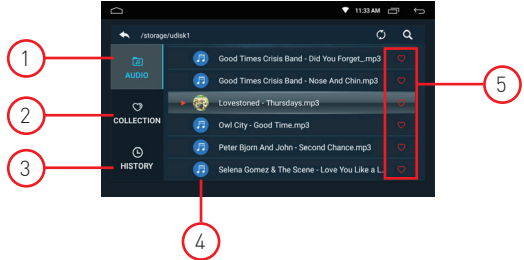 11:33 AM
/storage/udisk1
1
AUDIO
Good Times Crisis Band - Did You Forget_.mp3
Good Times Crisis Band - Nose And Chin.mp3
5
2
COLLECTION
Lovestoned - Thursdays.mp3
Owl City - Good Time.mp3
3
HISTORY
Peter Bjorn And John - Second Chance.mp3
Selena Gomez & The Scene - Love You Like a L...
4